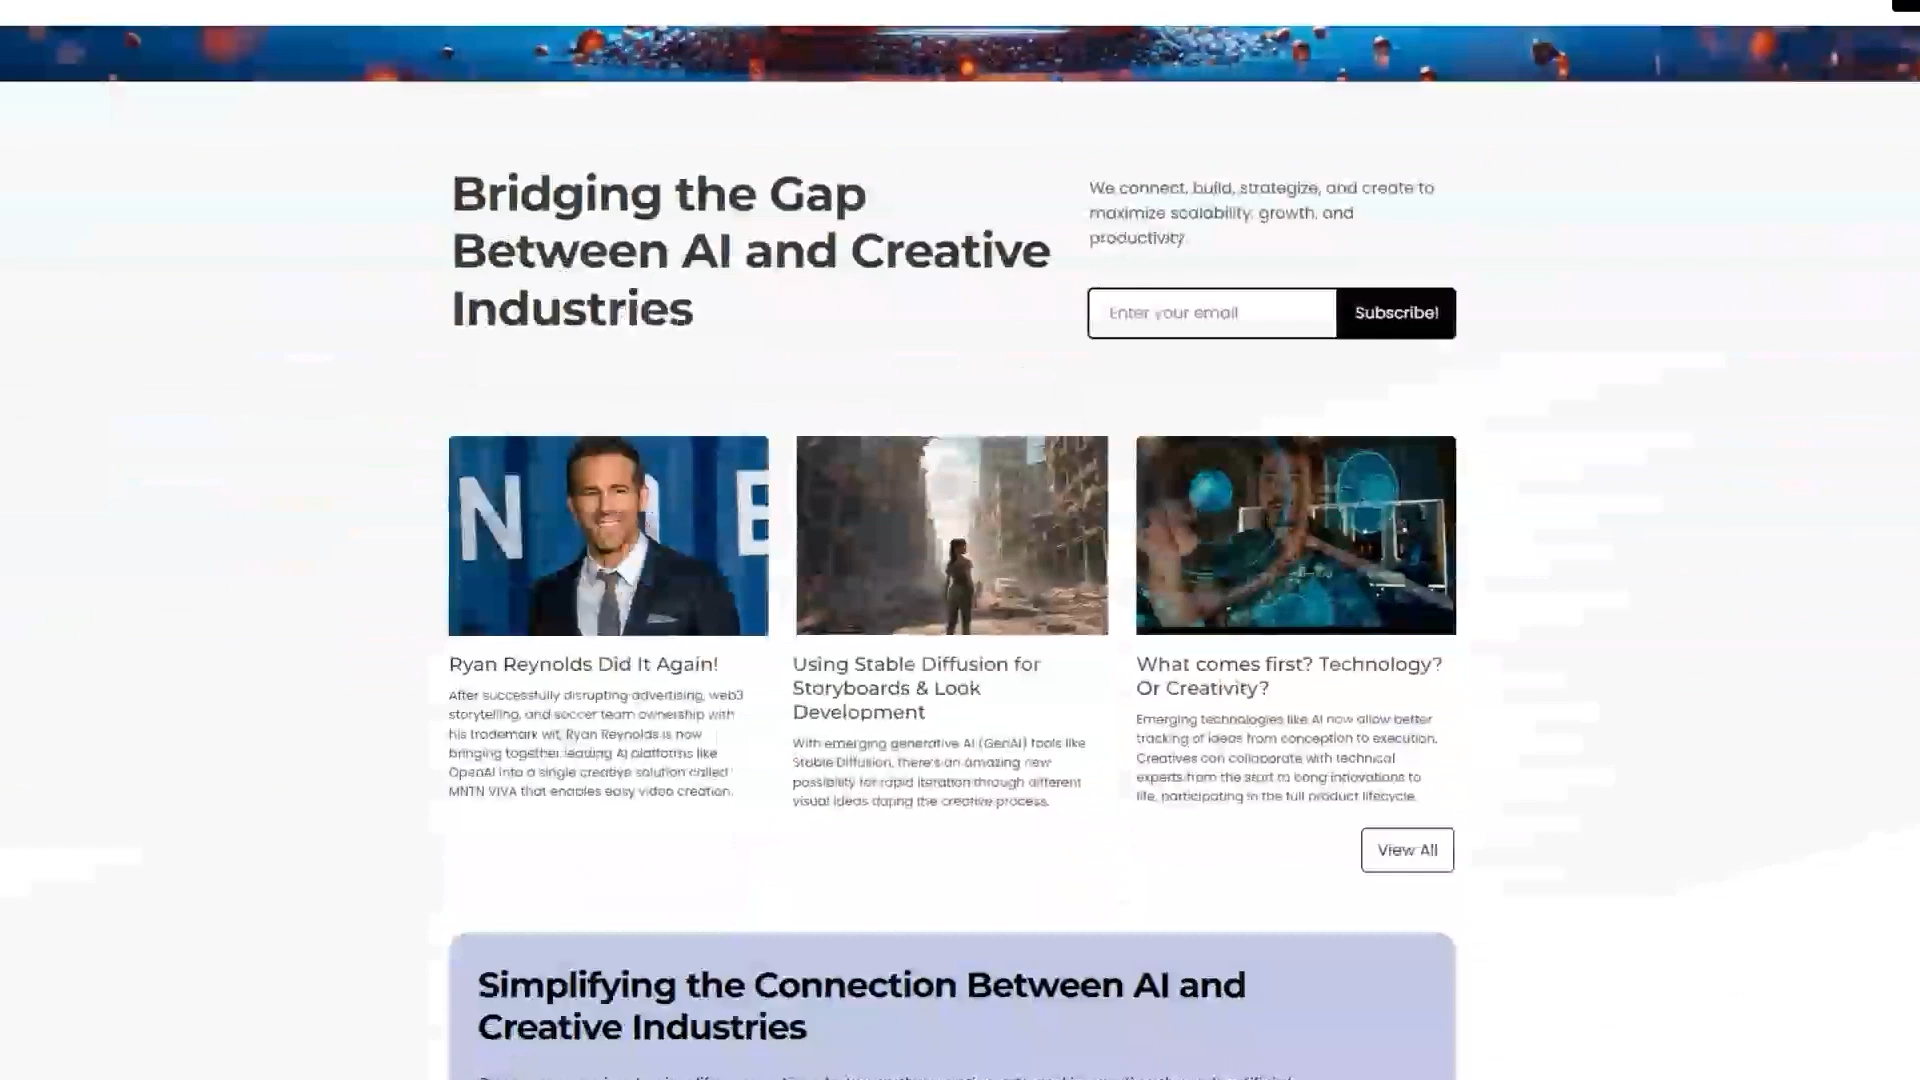 Bridging the Gap
Between AI and Creative
Industries
We connect, build, strategize, and create to
maximize scalability, growth, and
productivity.
Enter your email
Subscribe!
N E
Ryan Reynolds Did It Again!
After successfully disrupting advertising, web3
storytelling, and soccer team ownership with
his trademark wit, Ryan Reynolds is now
bringing together leading AI platforms like
OpenAI into a single creative solution called
MNTN VIVA that enables easy video creation.
Using Stable Diffusion for
Storyboards & Look
Development
With emerging generative AI (GenAI) tools like
Stable Diffusion, there's an amazing new
possibility for rapid iteration through different
visual ideas during the creative process.
What comes first? Technology?
Or Creativity?
Emerging technologies like AI now allow better
tracking of ideas from conception to execution.
Creatives can collaborate with technical
experts from the start to bring innovations to
life, participating in the full product lifecycle.
View All
Simplifying the Connection Between AI and
Creative Industries